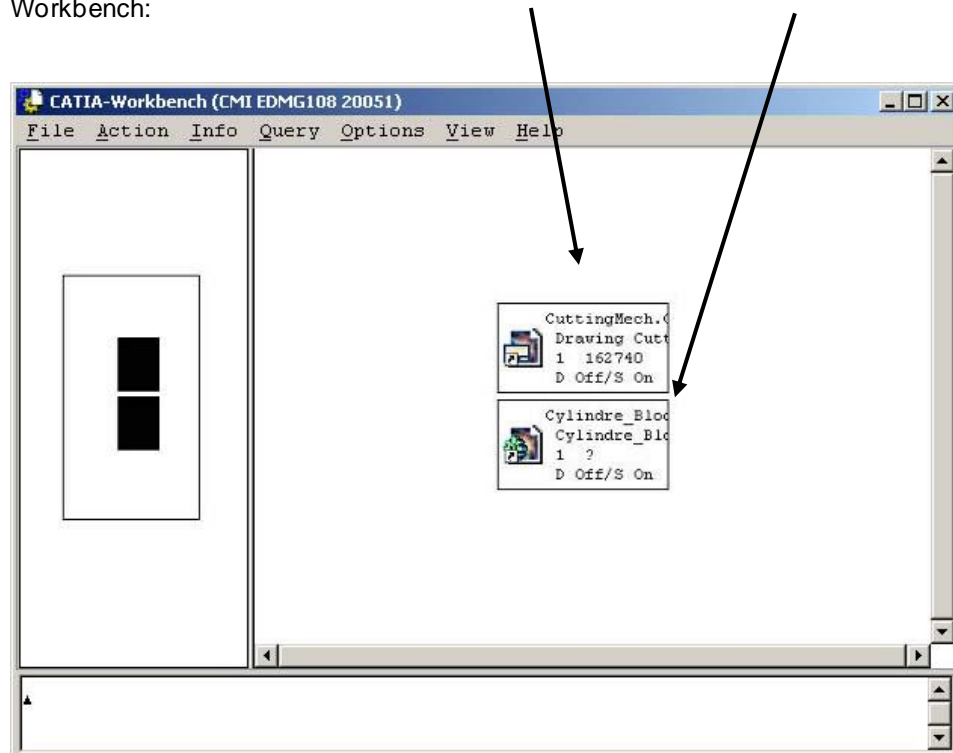 Workbench:
CATIA-Workbench (CMI EDMG108 20051)
File Action Info Query Options View Help
CuttingMech.
Drawing Cutt
1 162740
D Off/S On
Cylindre_Bloc
Cylindre_Blo
1 ?
D Off/S On